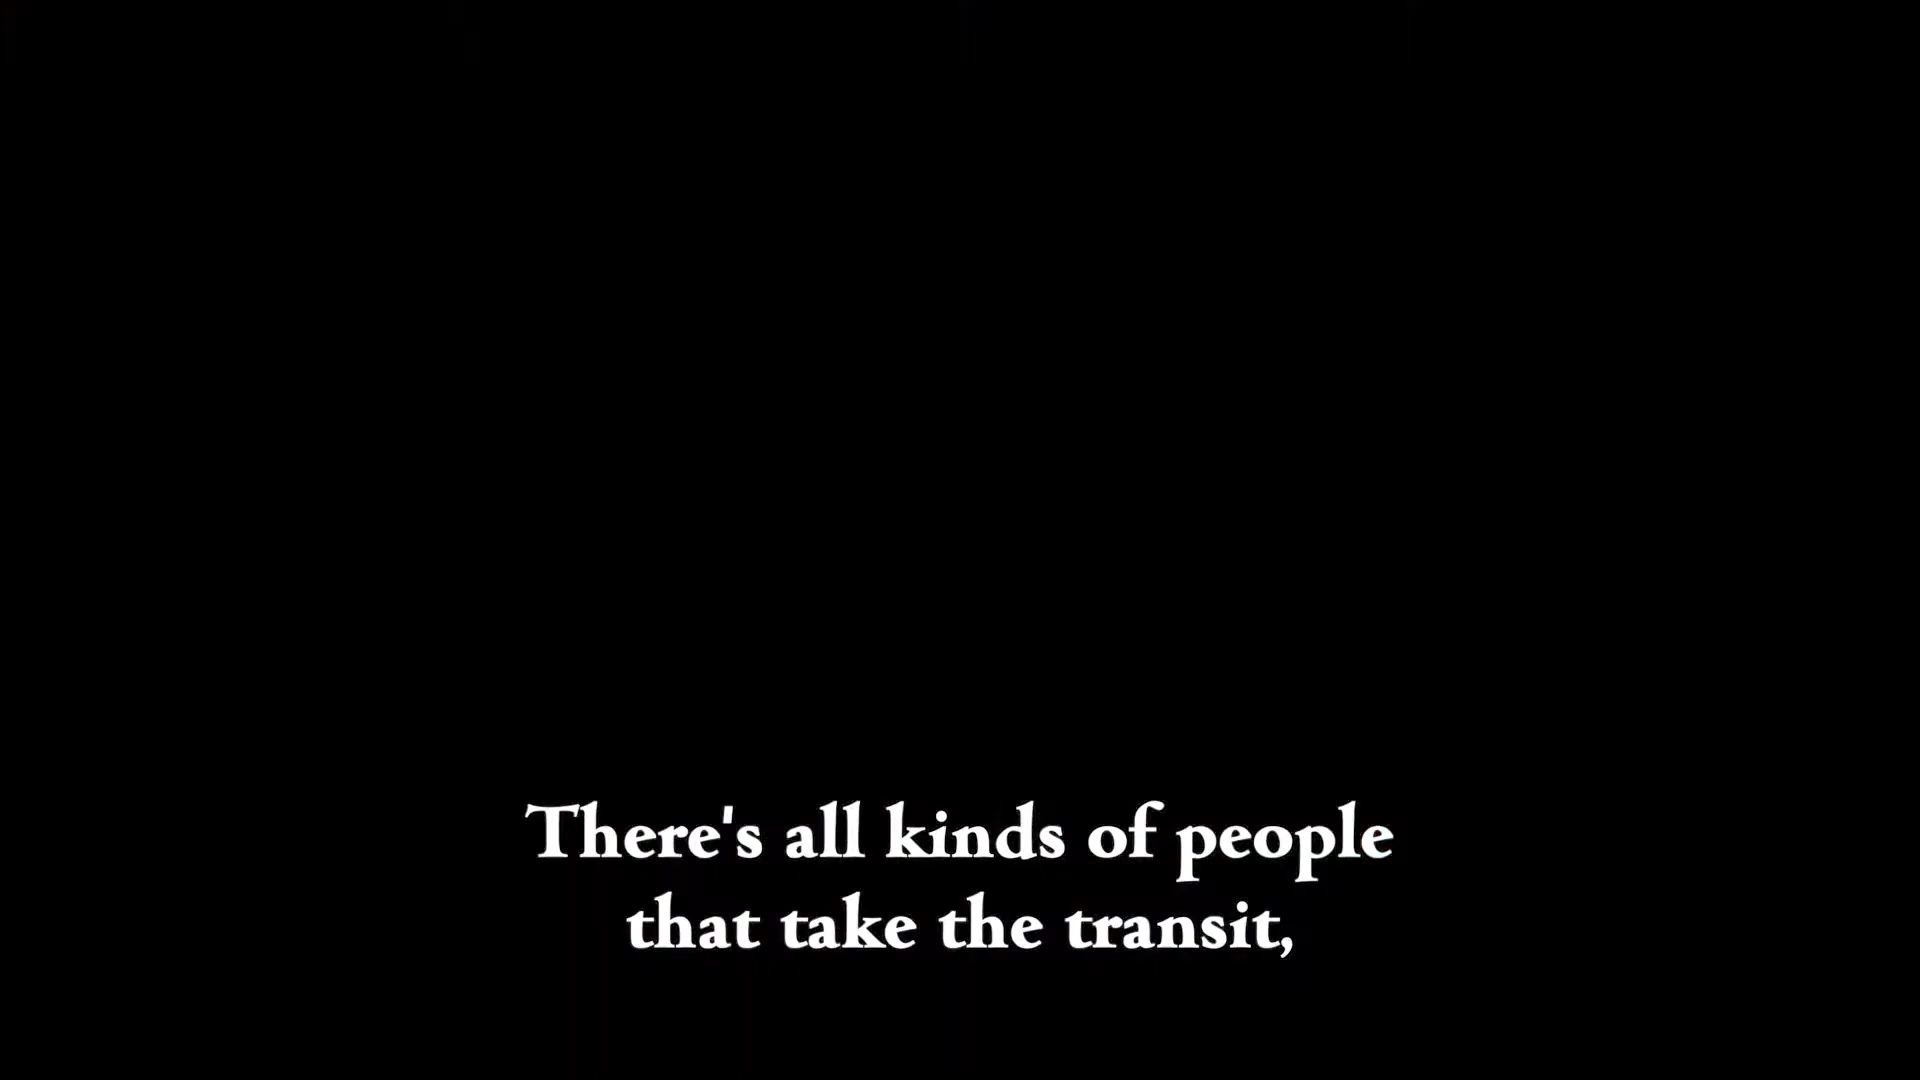 There's all kinds of people
that take the transit,